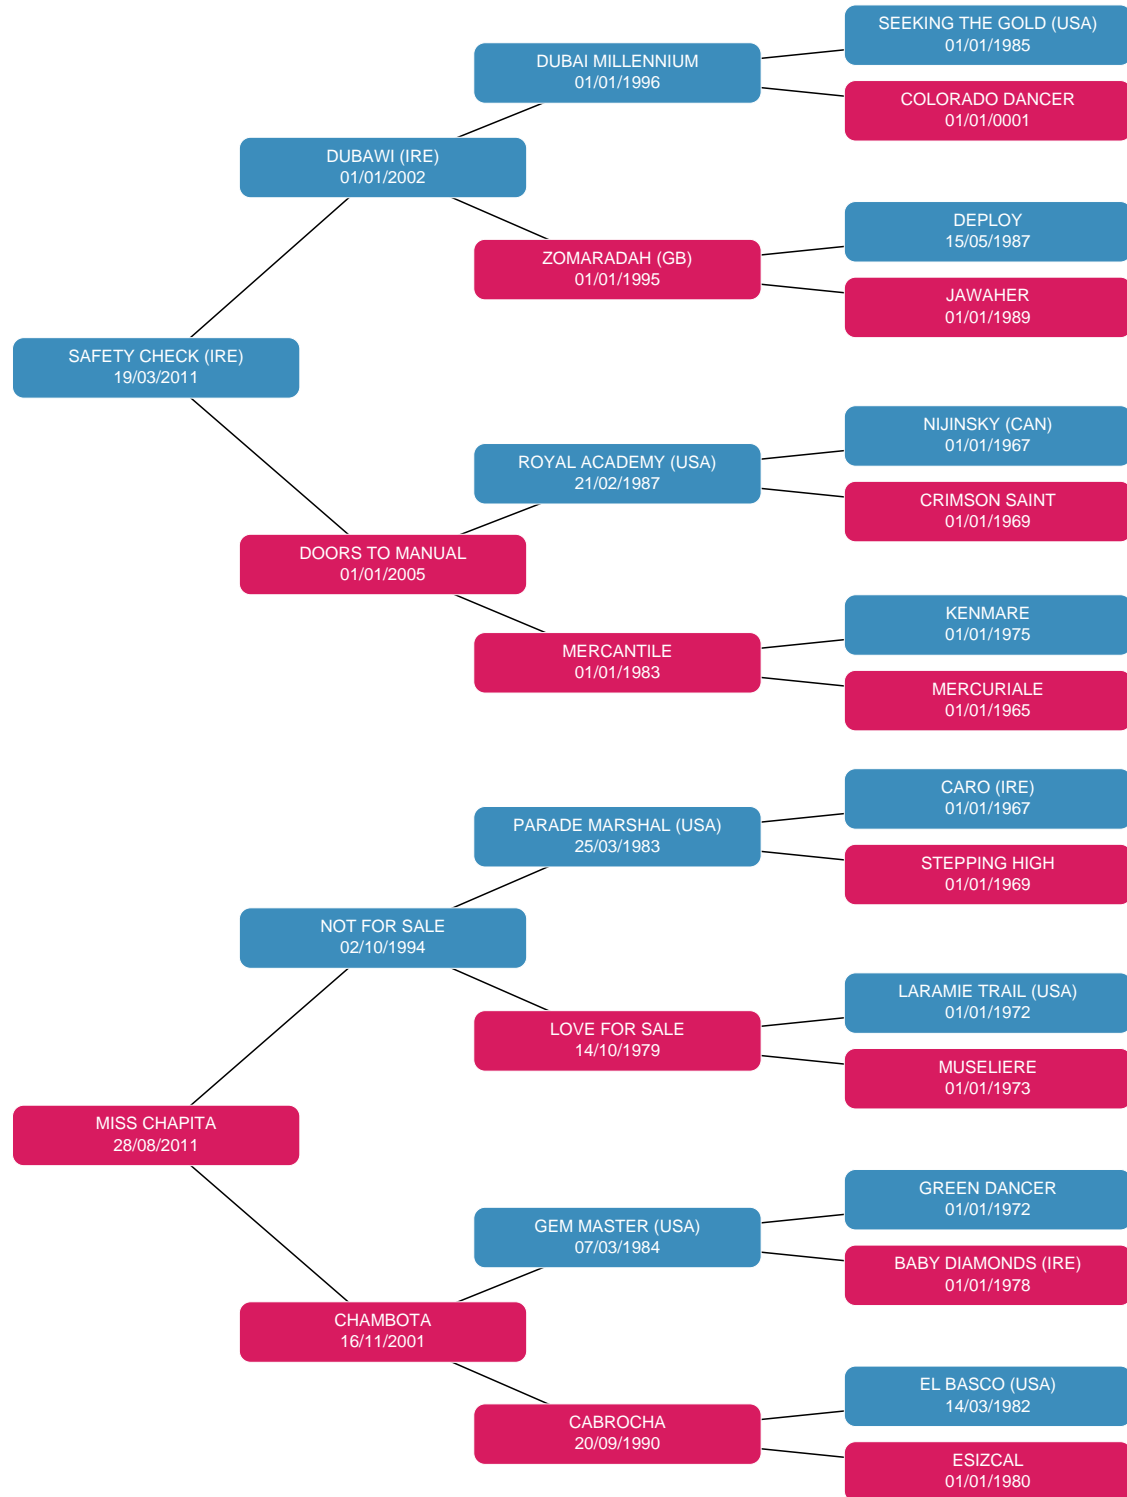 SEEKING THE GOLD (USA)
01/01/1985
DUBAI MILLENNIUM
01/01/1996
COLORADO DANCER
01/01/0001
DUBAWI (IRE)
01/01/2002
DEPLOY
15/05/1987
ZOMARADAH (GB)
01/01/1995
JAWAHER
01/01/1989
SAFETY CHECK (IRE)
19/03/2011
NIJINSKY (CAN)
01/01/1967
ROYAL ACADEMY (USA)
21/02/1987
CRIMSON SAINT
01/01/1969
DOORS TO MANUAL
01/01/2005
KENMARE
01/01/1975
MERCANTILE
01/01/1983
MERCURIALE
01/01/1965
CARO (IRE)
01/01/1967
PARADE MARSHAL (USA)
25/03/1983
STEPPING HIGH
01/01/1969
NOT FOR SALE
02/10/1994
LARAMIE TRAIL (USA)
01/01/1972
LOVE FOR SALE
14/10/1979
MUSELIERE
01/01/1973
MISS CHAPITA
28/08/2011
GREEN DANCER
01/01/1972
GEM MASTER (USA)
07/03/1984
BABY DIAMONDS (IRE)
01/01/1978
CHAMBOTA
16/11/2001
EL BASCO (USA)
14/03/1982
CABROCHA
20/09/1990
ESIZCAL
01/01/1980